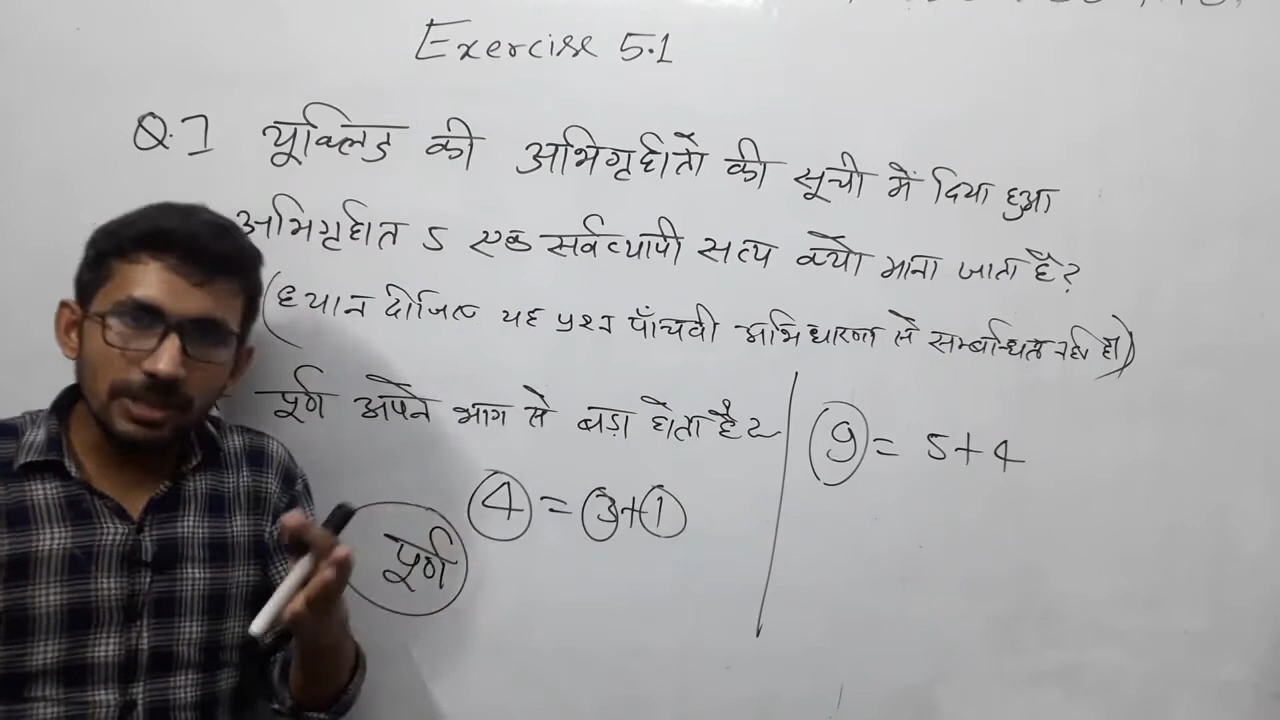 Exercise 5.1
Q.1 यूक्लिड की अभिगृहीतों की सूची में दिया हुआ
अभिगृहीत 5 एक सर्वव्यापी सत्य क्यों माना जाता है?
(ध्यान दीजिए यह प्रश्न पाँचवी अभिधारणा से सम्बन्धित नहीं है)
पूर्ण अपने भाग से बड़ा होता है
4 = 3+1
9 = 5+4
पूर्ण